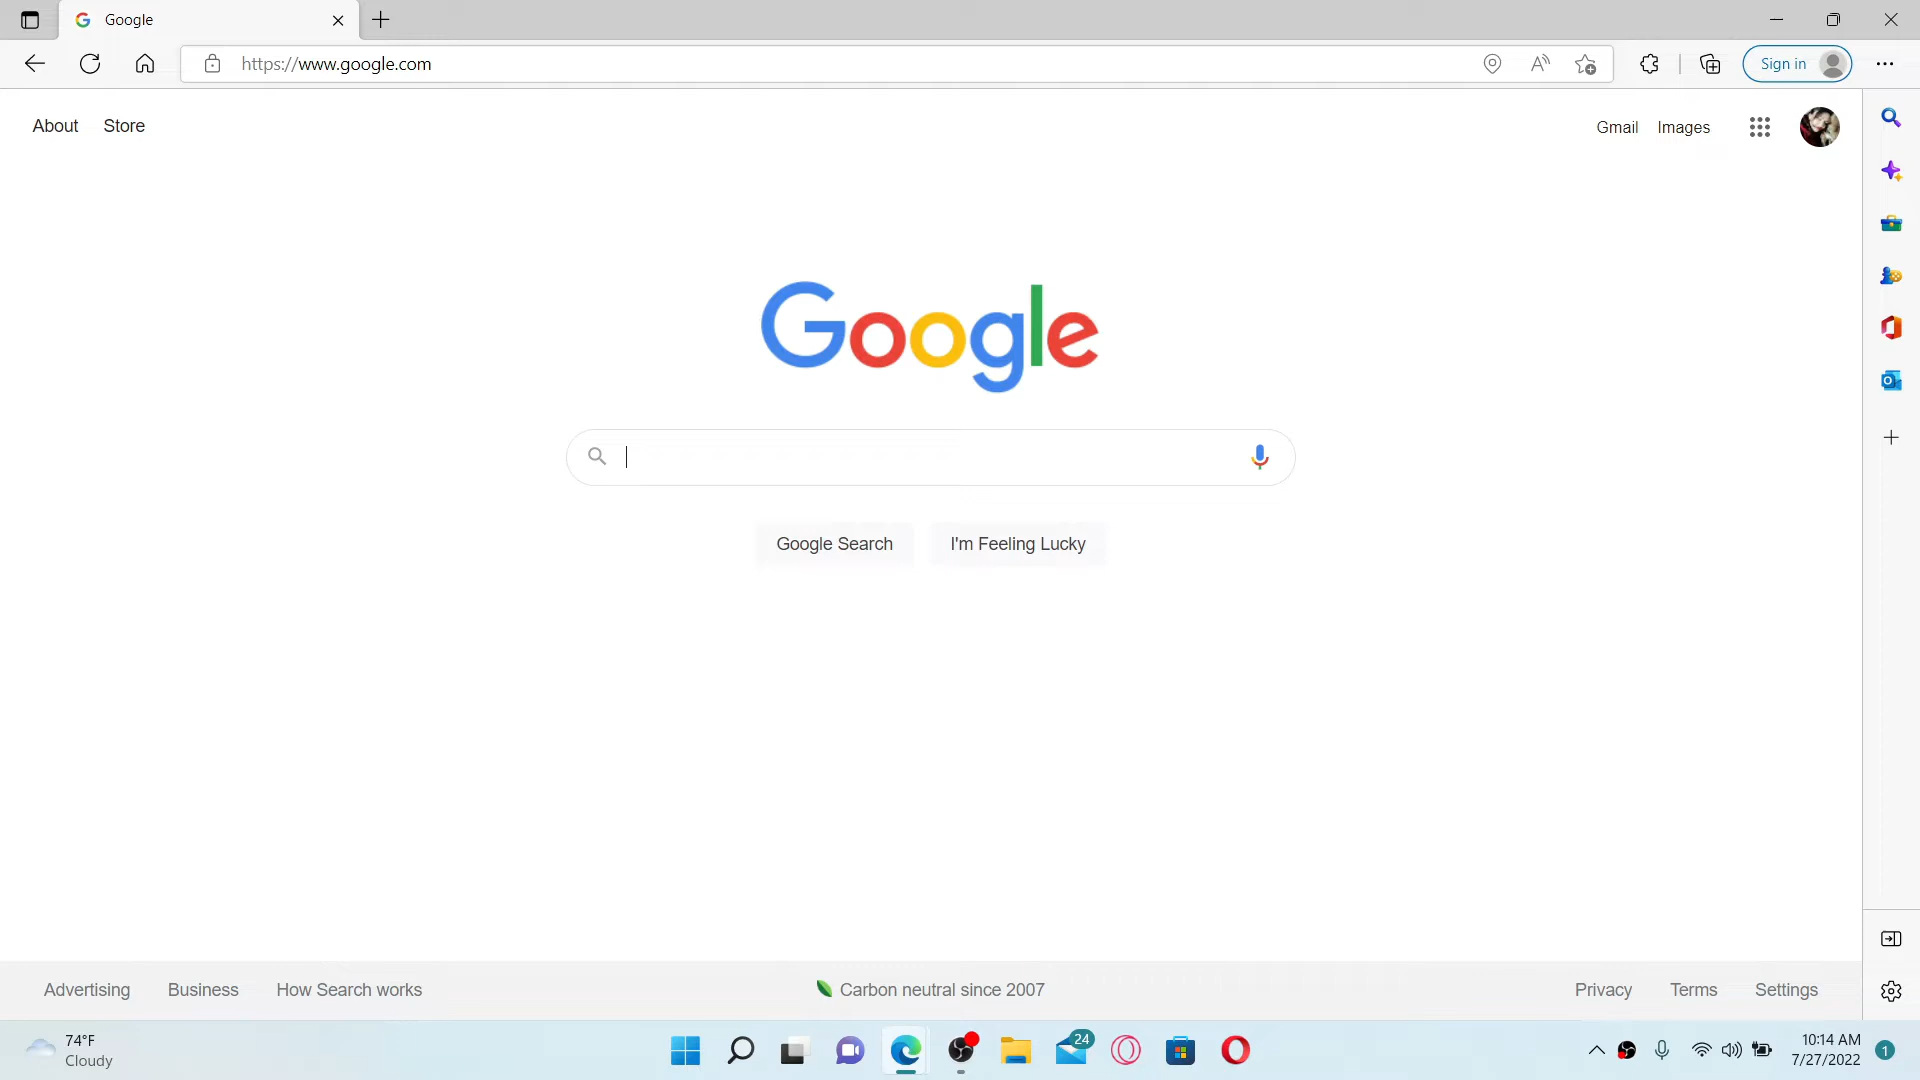 Google
https://www.google.com
Sign in
About Store
Gmail Images
Google
Google Search I'm Feeling Lucky
Advertising Business How Search works
Carbon neutral since 2007
Privacy Terms Settings
74°F
Cloudy
24
10:14 AM
7/27/2022
1